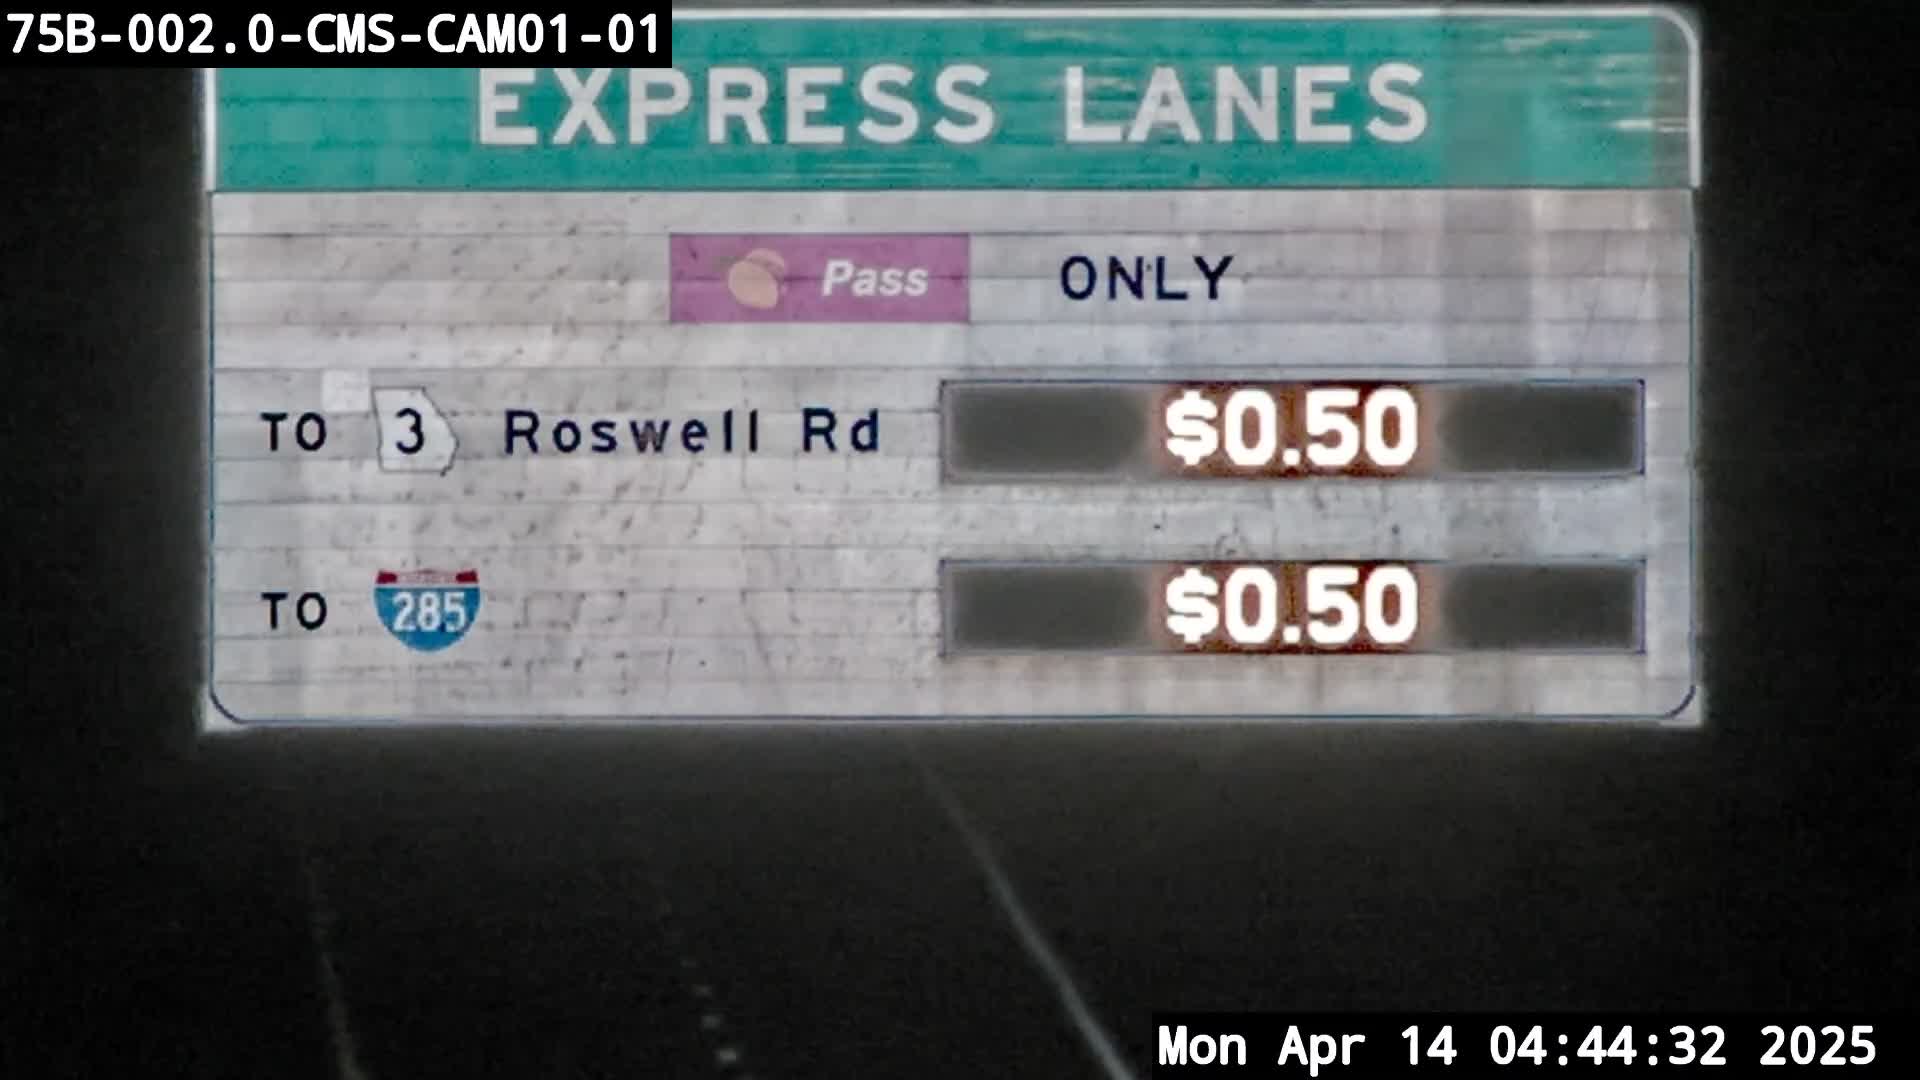 75B-002.0-CMS-CAM01-01
EXPRESS LANES
Pass ONLY
TO 3 Roswell Rd $0.50
TO 285 $0.50
Mon Apr 14 04:44:32 2025